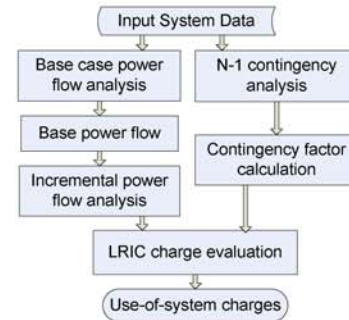 Input System Data
Base case power
flow analysis
N-1 contingency
analysis
Base power flow
Contingency factor
calculation
Incremental power
flow analysis
LRIC charge evaluation
Use-of-system charges